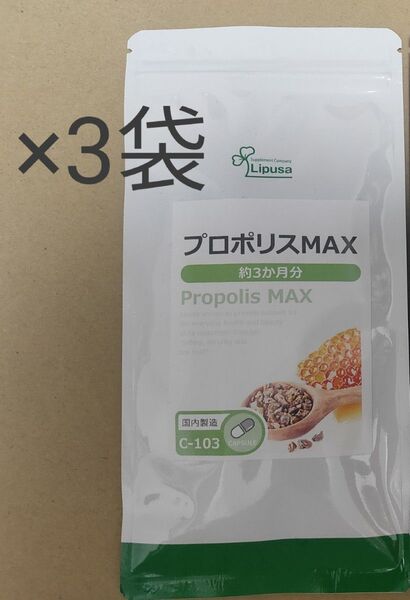 ×3袋
Supplement Company
Lipusa
プロポリスMAX
約3か月分
Propolis MAX
国内製造
C-103
CAPSULE